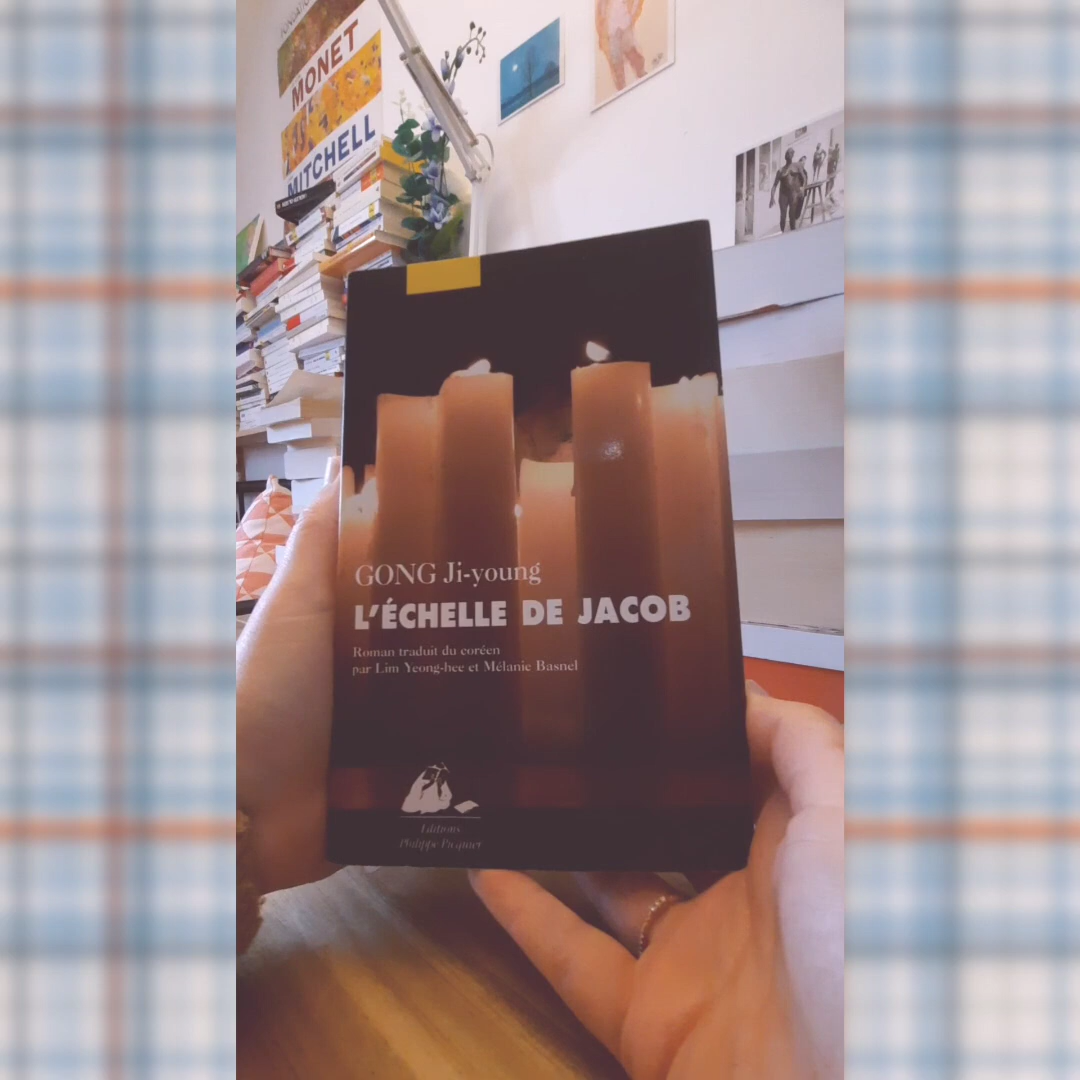 MONET
MITCHELL
GONG Ji-young
L'ÉCHELLE DE JACOB
Roman traduit du coréen
par Lim Yeong-hee et Mélanie Basnel
Editions
Philippe Picquier